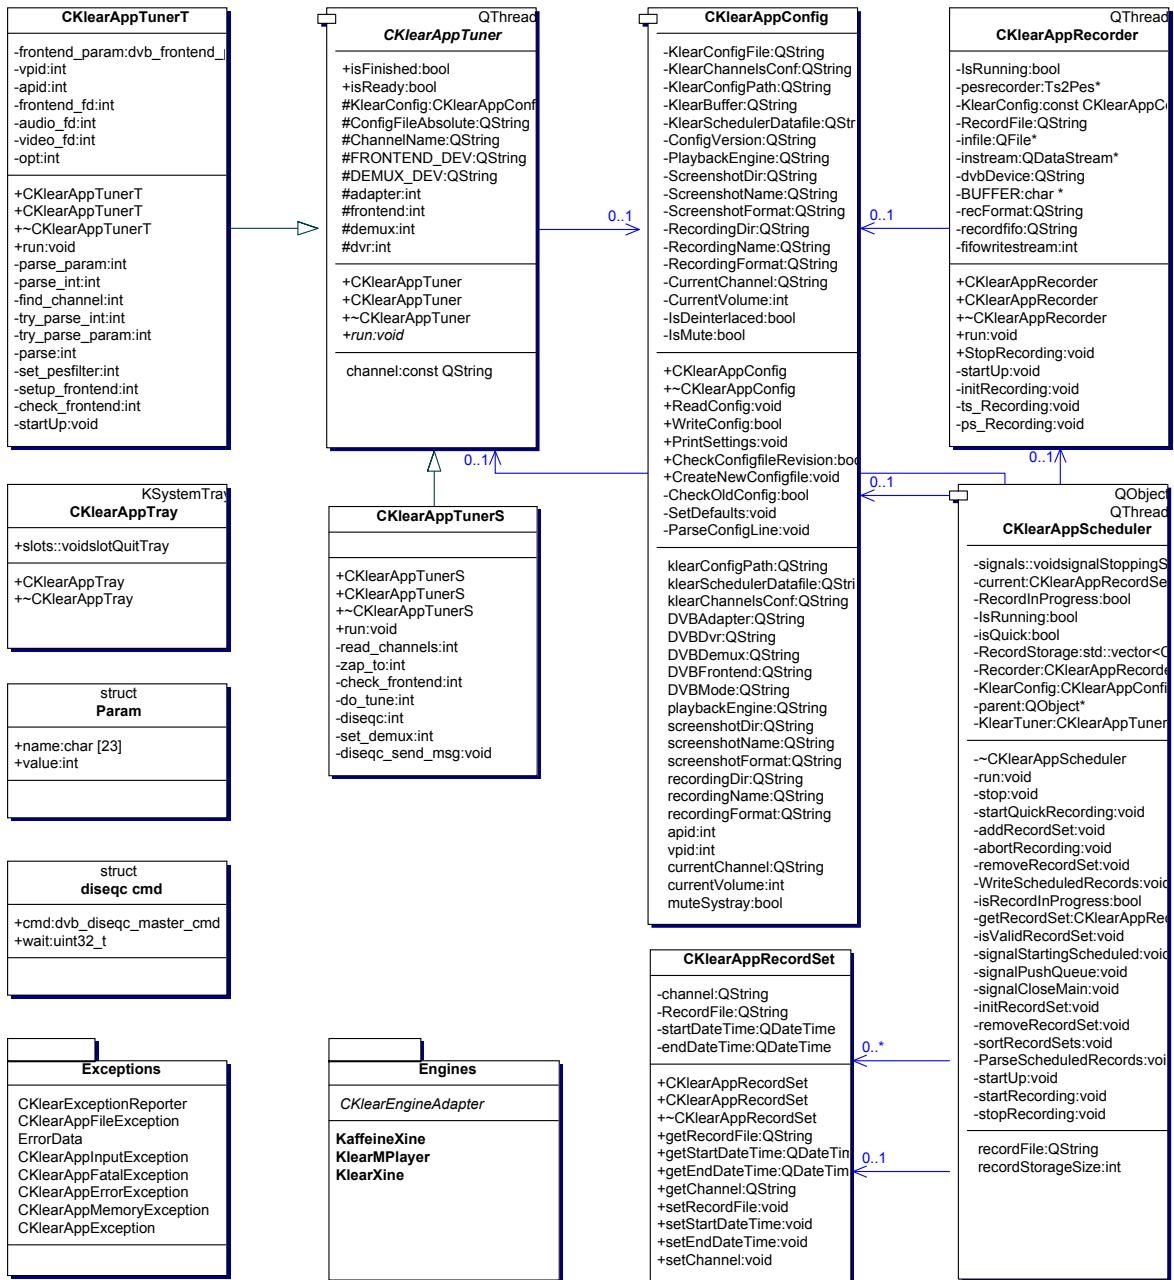 CKlearAppTunerT
-frontend_param:dvb_frontend_
-vpid:int
-apid:int
-frontend_fd:int
-audio_fd:int
-video_fd:int
-opt:int
+CKlearAppTunerT
+CKlearAppTunerT
+~CKlearAppTunerT
+run:void
-parse_param:int
-parse_int:int
-find_channel:int
-try_parse_int:int
-try_parse_param:int
-parse:int
-set_pesfilter:int
-setup_frontend:int
-check_frontend:int
-startUp:void
QThread
CKlearAppTuner
+isFinished:bool
+isReady:bool
#KlearConfig:CKlearAppConf
#ConfigFileAbsolute:QString
#ChannelName:QString
#FRONTEND_DEV:QString
#DEMUX_DEV:QString
#adapter:int
#frontend:int
#demux:int
#dvr:int
+CKlearAppTuner
+CKlearAppTuner
+~CKlearAppTuner
+run:void
channel:const QString
0..1
0..1
CKlearAppConfig
-KlearConfigFile:QString
-KlearChannelsConf:QString
-KlearConfigPath:QString
-KlearBuffer:QString
-KlearSchedulerDatafile:QStr
-ConfigVersion:QString
-PlaybackEngine:QString
-ScreenshotDir:QString
-ScreenshotName:QString
-ScreenshotFormat:QString
-RecordingDir:QString
-RecordingName:QString
-RecordingFormat:QString
-CurrentChannel:QString
-CurrentVolume:int
-IsDeinterlaced:bool
-IsMute:bool
+CKlearAppConfig
+~CKlearAppConfig
+ReadConfig:void
+WriteConfig:bool
+PrintSettings:void
+CheckConfigfileRevision:boo
+CreateNewConfigfile:void
-CheckOldConfig:bool
-SetDefaults:void
-ParseConfigLine:void
klearConfigPath:QString
klearSchedulerDatafile:QStri
klearChannelsConf:QString
DVBAdapter:QString
DVBDvr:QString
DVBDemux:QString
DVBFrontend:QString
DVBMode:QString
playbackEngine:QString
screenshotDir:QString
screenshotName:QString
screenshotFormat:QString
recordingDir:QString
recordingName:QString
recordingFormat:QString
apid:int
vpid:int
currentChannel:QString
currentVolume:int
muteSystray:bool
0..1
0..1
QThread
CKlearAppRecorder
-IsRunning:bool
-pesrecorder:Ts2Pes*
-KlearConfig:const CKlearAppC
-RecordFile:QString
-infile:QFile*
-instream:QDataStream*
-dvbDevice:QString
-BUFFER:char *
-recFormat:QString
-recordfifo:QString
-fifowritestream:int
+CKlearAppRecorder
+CKlearAppRecorder
+~CKlearAppRecorder
+run:void
+StopRecording:void
-startUp:void
-initRecording:void
-ts_Recording:void
-ps_Recording:void
0..1
KSystemTray
CKlearAppTray
+slots::voidslotQuitTray
+CKlearAppTray
+~CKlearAppTray
CKlearAppTunerS
+CKlearAppTunerS
+CKlearAppTunerS
+~CKlearAppTunerS
+run:void
-read_channels:int
-zap_to:int
-check_frontend:int
-do_tune:int
-diseqc:int
-set_demux:int
-diseqc_send_msg:void
QObject
QThread
CKlearAppScheduler
-signals::voidsignalStoppingS
-current:CKlearAppRecordSe
-RecordInProgress:bool
-IsRunning:bool
-isQuick:bool
-RecordStorage:std::vector<C
-Recorder:CKlearAppRecorde
-KlearConfig:CKlearAppConfi
-parent:QObject*
-KlearTuner:CKlearAppTuner
-~CKlearAppScheduler
-run:void
-stop:void
-startQuickRecording:void
-addRecordSet:void
-abortRecording:void
-removeRecordSet:void
-WriteScheduledRecords:void
-isRecordInProgress:bool
-getRecordSet:CKlearAppRec
-isValidRecordSet:void
-signalStartingScheduled:void
-signalPushQueue:void
-signalCloseMain:void
-initRecordSet:void
-removeRecordSet:void
-sortRecordSets:void
-ParseScheduledRecords:voi
-startUp:void
-startRecording:void
-stopRecording:void
recordFile:QString
recordStorageSize:int
struct
Param
+name:char [23]
+value:int
struct
diseqc cmd
+cmd:dvb_diseqc_master_cmd
+wait:uint32_t
CKlearAppRecordSet
-channel:QString
-RecordFile:QString
-startDateTime:QDateTime
-endDateTime:QDateTime
+CKlearAppRecordSet
+CKlearAppRecordSet
+~CKlearAppRecordSet
+getRecordFile:QString
+getStartDateTime:QDateTim
+getEndDateTime:QDateTim
+getChannel:QString
+setRecordFile:void
+setStartDateTime:void
+setEndDateTime:void
+setChannel:void
0..*
0..1
Exceptions
CKlearExceptionReporter
CKlearAppFileException
ErrorData
CKlearAppInputException
CKlearAppFatalException
CKlearAppErrorException
CKlearAppMemoryException
CKlearAppException
Engines
CKlearEngineAdapter
KaffeineXine
KlearMPlayer
KlearXine